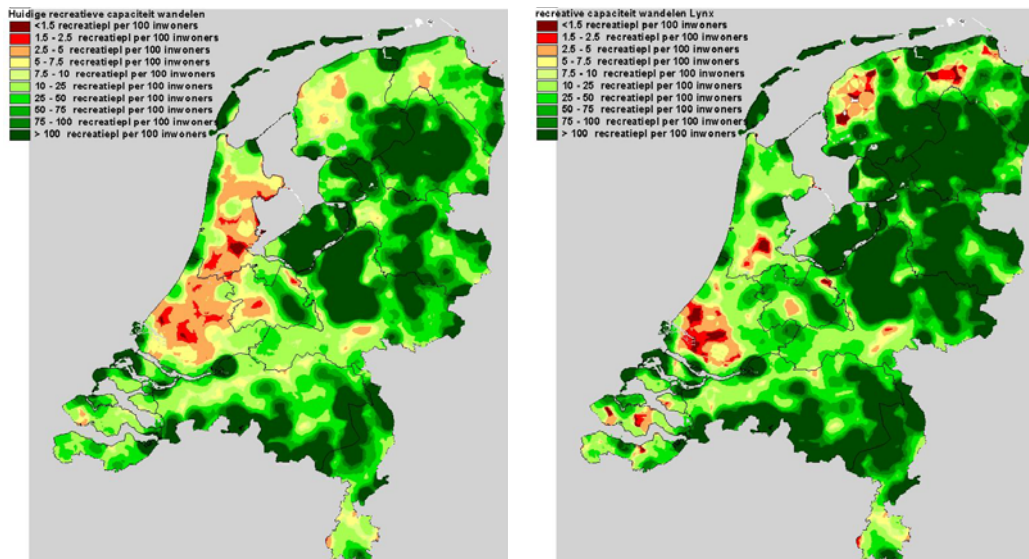 Huidige recreatieve capaciteit wandelen
<1.5 recreatiepl per 100 inwoners
1.5 - 2.5 recreatiepl per 100 inwoners
2.5 - 5 recreatiepl per 100 inwoners
5 - 7.5 recreatiepl per 100 inwoners
7.5 - 10 recreatiepl per 100 inwoners
10 - 25 recreatiepl per 100 inwoners
25 - 50 recreatiepl per 100 inwoners
50 - 75 recreatiepl per 100 inwoners
75 - 100 recreatiepl per 100 inwoners
> 100 recreatiepl per 100 inwoners
recreative capaciteit wandelen Lynx
<1.5 recreatiepl per 100 inwoners
1.5 - 2.5 recreatiepl per 100 inwoners
2.5 - 5 recreatiepl per 100 inwoners
5 - 7.5 recreatiepl per 100 inwoners
7.5 - 10 recreatiepl per 100 inwoners
10 - 25 recreatiepl per 100 inwoners
25 - 50 recreatiepl per 100 inwoners
50 - 75 recreatiepl per 100 inwoners
75 - 100 recreatiepl per 100 inwoners
> 100 recreatiepl per 100 inwoners